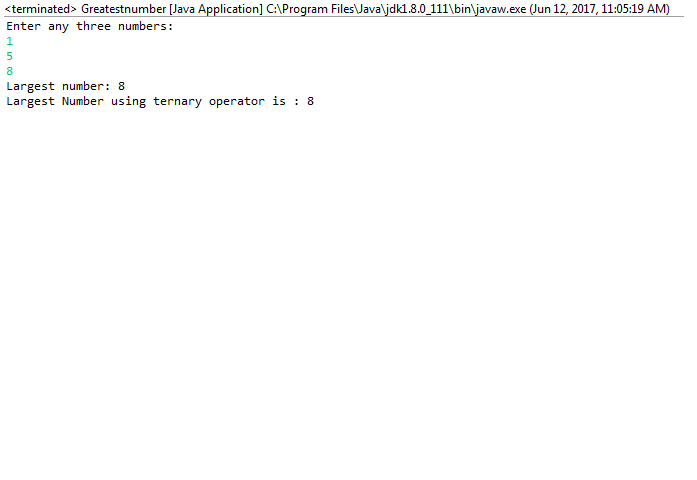 <terminated> Greatestnumber [Java Application] C:\Program Files\Java\jdk1.8.0_111\bin\javaw.exe (Jun 12, 2017, 11:05:19 AM)
Enter any three numbers:
1
5
8
Largest number: 8
Largest Number using ternary operator is : 8